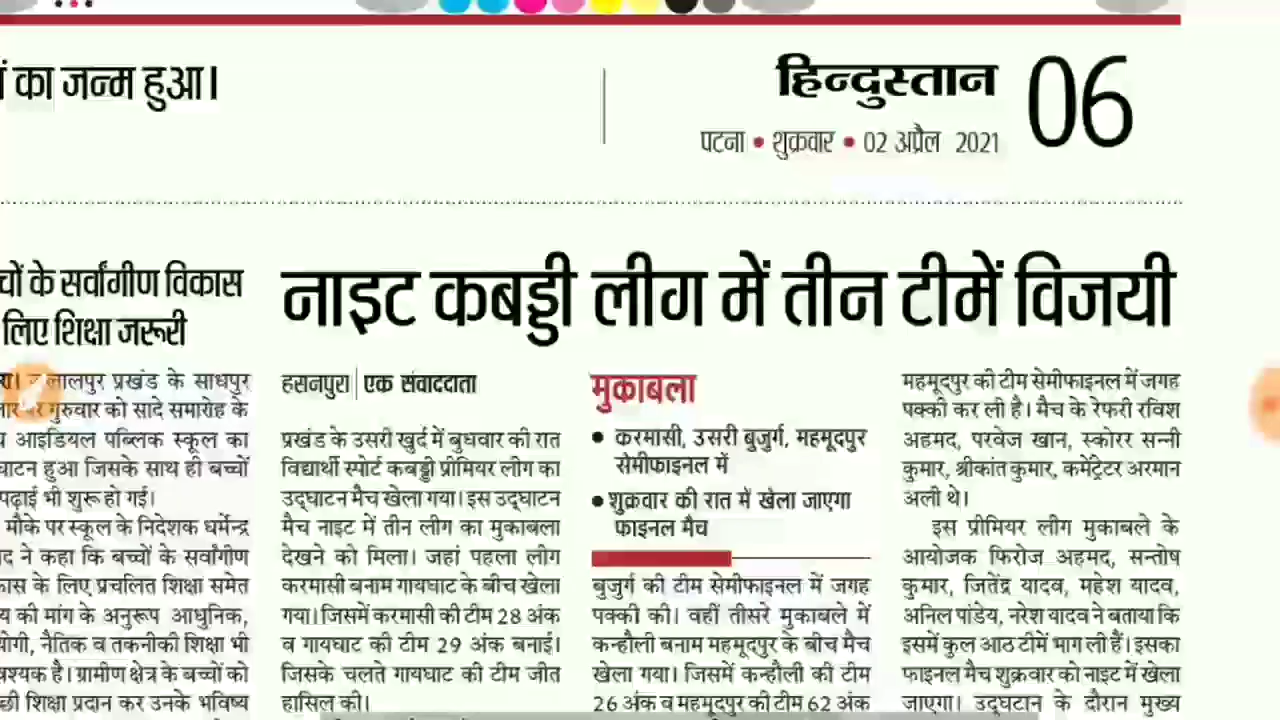 का जन्म हुआ।
हिन्दुस्तान
06
पटना • शुक्रवार • 02 अप्रैल 2021
के सर्वांगीण विकास
लिए शिक्षा जरूरी
प्रखंड के साधपुर
गुरुवार को सादे समारोह के
आइडियल पब्लिक स्कूल का
हुआ जिसके साथ ही बच्चों
पढ़ाई भी शुरू हो गई।
मौके पर स्कूल के निदेशक धर्मेन्द्र
ने कहा कि बच्चों के सर्वांगीण
के लिए प्रचलित शिक्षा समेत
की मांग के अनुरूप आधुनिक,
नैतिक व तकनीकी शिक्षा भी
है। ग्रामीण क्षेत्र के बच्चों को
शिक्षा प्रदान कर उनके भविष्य
नाइट कबड्डी लीग में तीन टीमें विजयी
हसनपुरा | एक संवाददाता
प्रखंड के उसरी खुर्द में बुधवार की रात
विद्यार्थी स्पोर्ट कबड्डी प्रीमियर लीग का
उद्घाटन मैच खेला गया। इस उद्घाटन
मैच नाइट में तीन लीग का मुकाबला
देखने को मिला। जहां पहला लीग
करमासी बनाम गायघाट के बीच खेला
गया। जिसमें करमासी की टीम 28 अंक
व गायघाट की टीम 29 अंक बनाई।
जिसके चलते गायघाट की टीम जीत
हासिल की।
मुकाबला
• करमासी, उसरी बुजुर्ग, महमूदपुर
सेमीफाइनल में
• शुक्रवार की रात में खेला जाएगा
फाइनल मैच
बुजुर्ग की टीम सेमीफाइनल में जगह
पक्की की। वहीं तीसरे मुकाबले में
कन्हौली बनाम महमूदपुर के बीच मैच
खेला गया। जिसमें कन्हौली की टीम
26 अंक व महमूदपुर की टीम 62 अंक
महमूदपुर की टीम सेमीफाइनल में जगह
पक्की कर ली है। मैच के रेफरी रविश
अहमद, परवेज खान, स्कोरर सन्नी
कुमार, श्रीकांत कुमार, कमेंट्रेटर अरमान
अली थे।
इस प्रीमियर लीग मुकाबले के
आयोजक फिरोज अहमद, सन्तोष
कुमार, जितेंद्र यादव, महेश यादव,
अनिल पांडेय, नरेश यादव ने बताया कि
इसमें कुल आठ टीमें भाग ली हैं। इसका
फाइनल मैच शुक्रवार को नाइट में खेला
जाएगा। उद्घटान के दौरान मुख्य